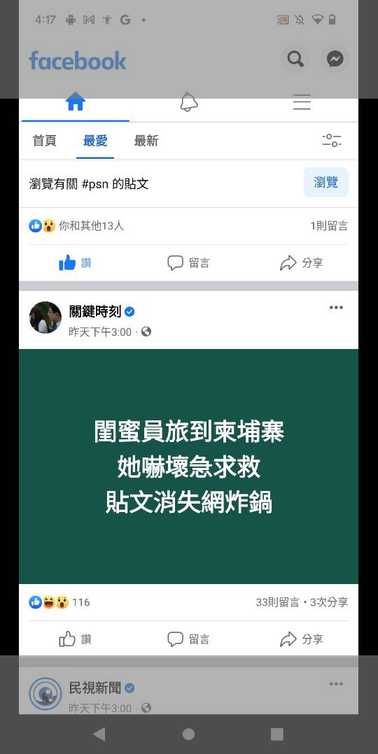 4:17
facebook
首頁 最愛 最新
瀏覽有關 #psn 的貼文 瀏覽
你和其他13人 1則留言
讚 留言 分享
關鍵時刻
昨天下午3:00 ·
閨蜜員旅到柬埔寨
她嚇壞急求救
貼文消失網炸鍋
116 33則留言 · 3次分享
讚 留言 分享
民視新聞
昨天下午3:00 ·